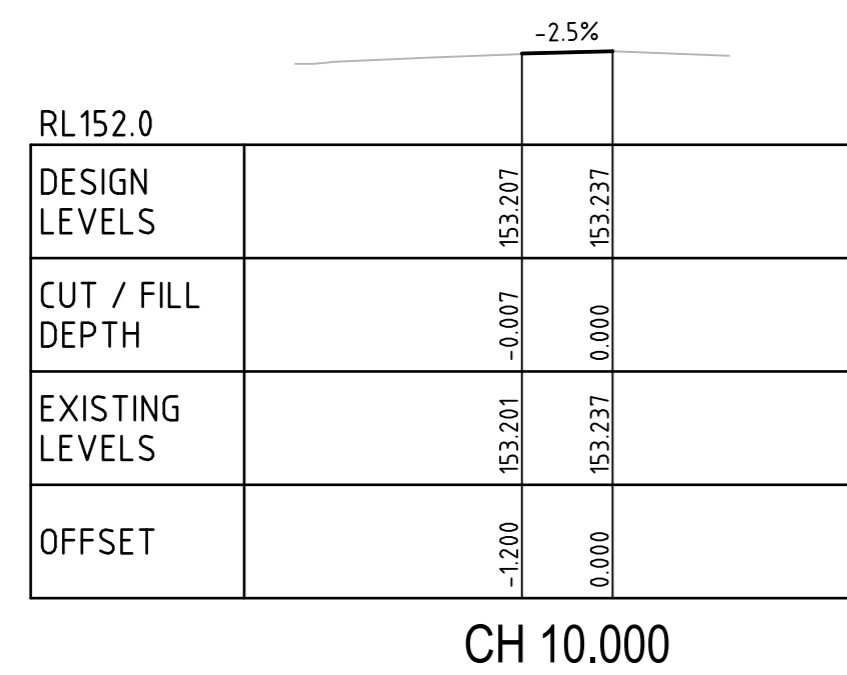 -2.5%
RL152.0
DESIGN
LEVELS
153.207
153.237
CUT / FILL
DEPTH
-0.007
0.000
EXISTING
LEVELS
153.201
153.237
OFFSET
-1.200
0.000
CH 10.000